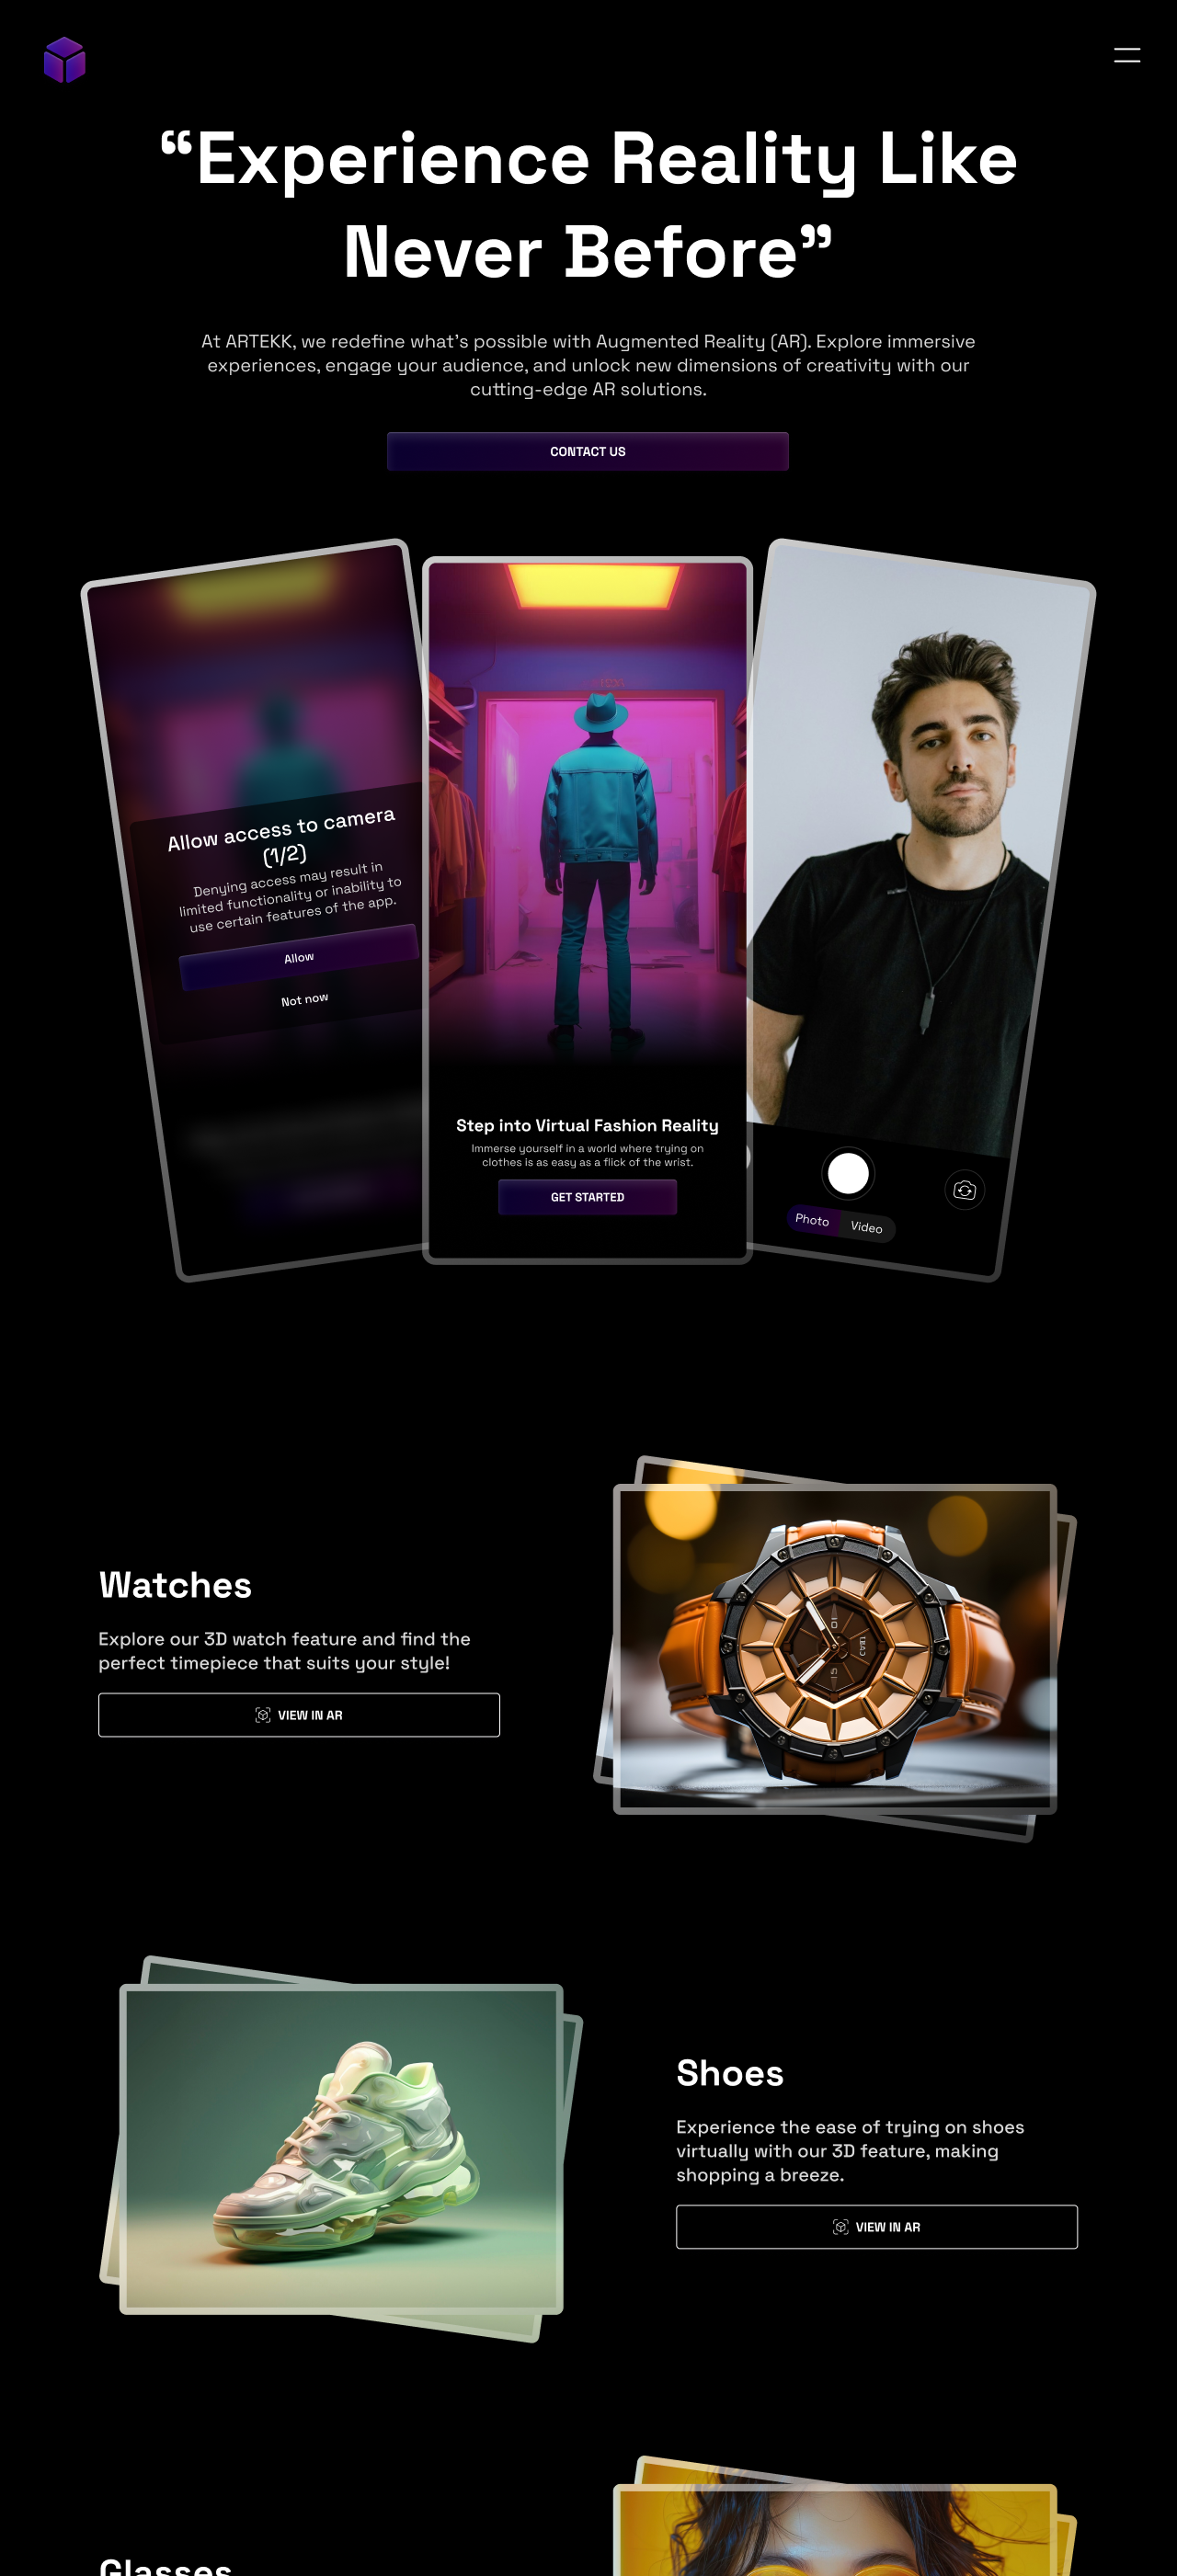 “Experience Reality Like
Never Before”
At ARTEKK, we redefine what’s possible with Augmented Reality (AR). Explore immersive
experiences, engage your audience, and unlock new dimensions of creativity with our
cutting-edge AR solutions.
CONTACT US
Allow access to camera
(1/2)
Denying access may result in
limited functionality or inability to
use certain features of the app.
Allow
Not now
Step into Virtual Fashion Reality
Immerse yourself in a world where trying on
clothes is as easy as a flick of the wrist.
GET STARTED
Photo
Video
Watches
Explore our 3D watch feature and find the
perfect timepiece that suits your style!
VIEW IN AR
Shoes
Experience the ease of trying on shoes
virtually with our 3D feature, making
shopping a breeze.
VIEW IN AR
Glasses